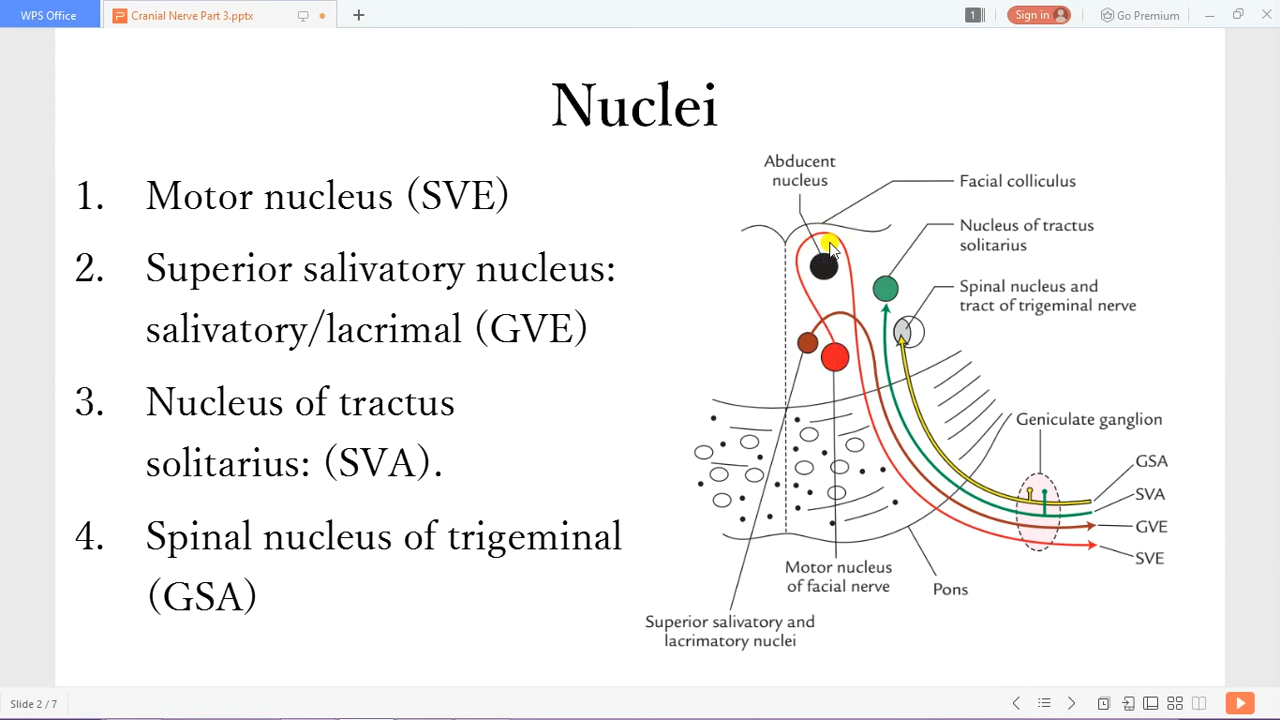 WPS Office
Cranial Nerve Part 3.pptx
1
Sign in
Go Premium
Nuclei
1. Motor nucleus (SVE)
2. Superior salivatory nucleus:
salivatory/lacrimal (GVE)
3. Nucleus of tractus
solitarius: (SVA).
4. Spinal nucleus of trigeminal
(GSA)
Abducent
nucleus
Facial colliculus
Nucleus of tractus
solitarius
Spinal nucleus and
tract of trigeminal nerve
Geniculate ganglion
GSA
SVA
GVE
SVE
Motor nucleus
of facial nerve
Pons
Superior salivatory and
lacrimatory nuclei
Slide 2 / 7